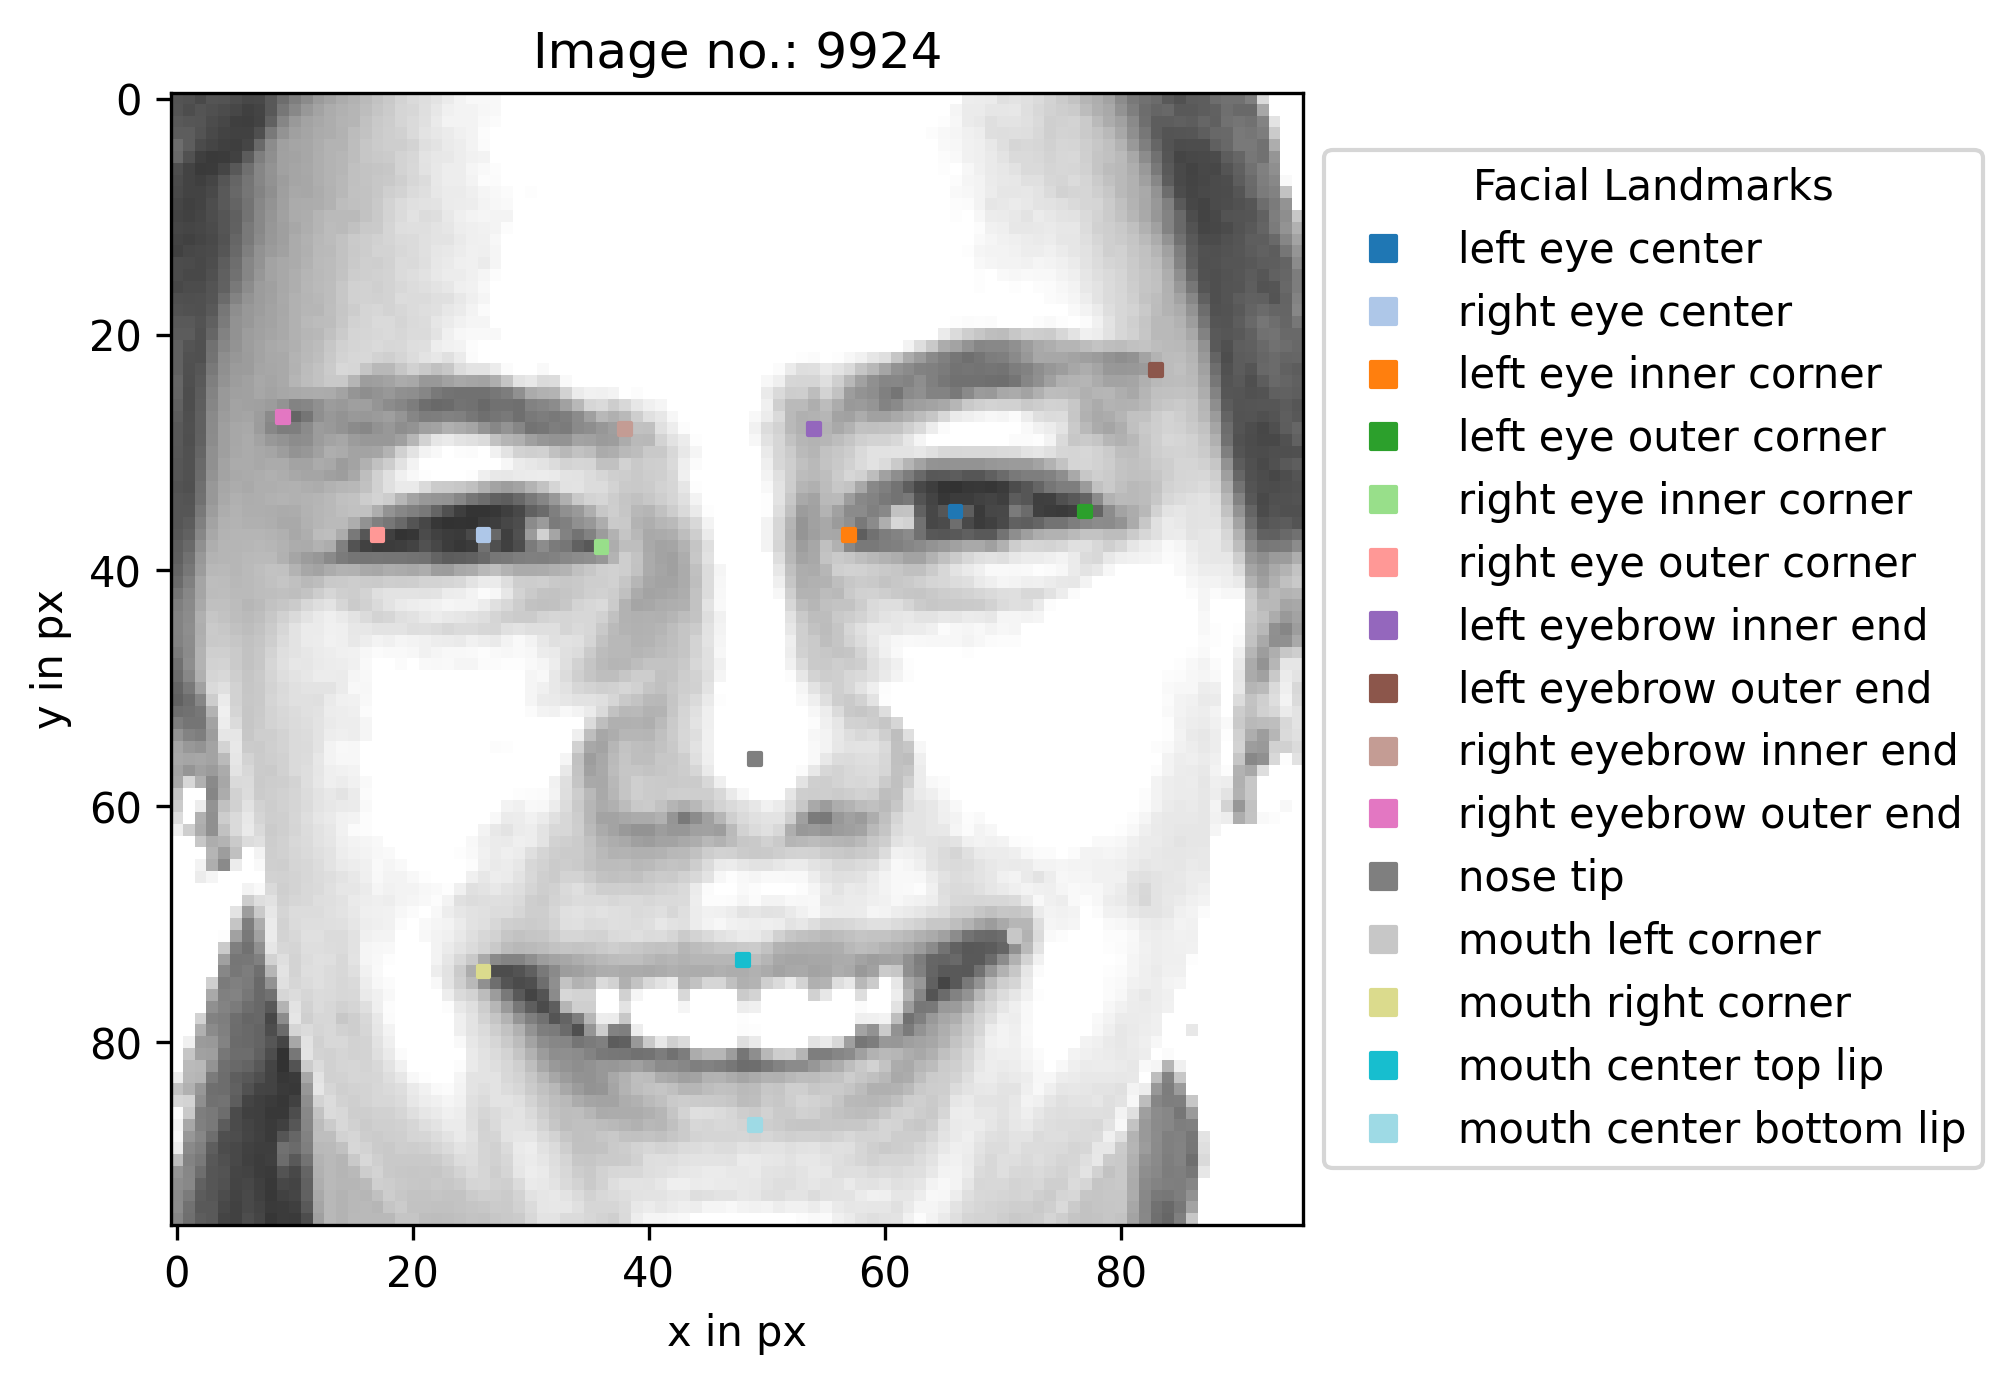 Image no.: 9924
0
20
40
60
80
y in px
0 20 40 60 80
x in px
Facial Landmarks
left eye center
right eye center
left eye inner corner
left eye outer corner
right eye inner corner
right eye outer corner
left eyebrow inner end
left eyebrow outer end
right eyebrow inner end
right eyebrow outer end
nose tip
mouth left corner
mouth right corner
mouth center top lip
mouth center bottom lip